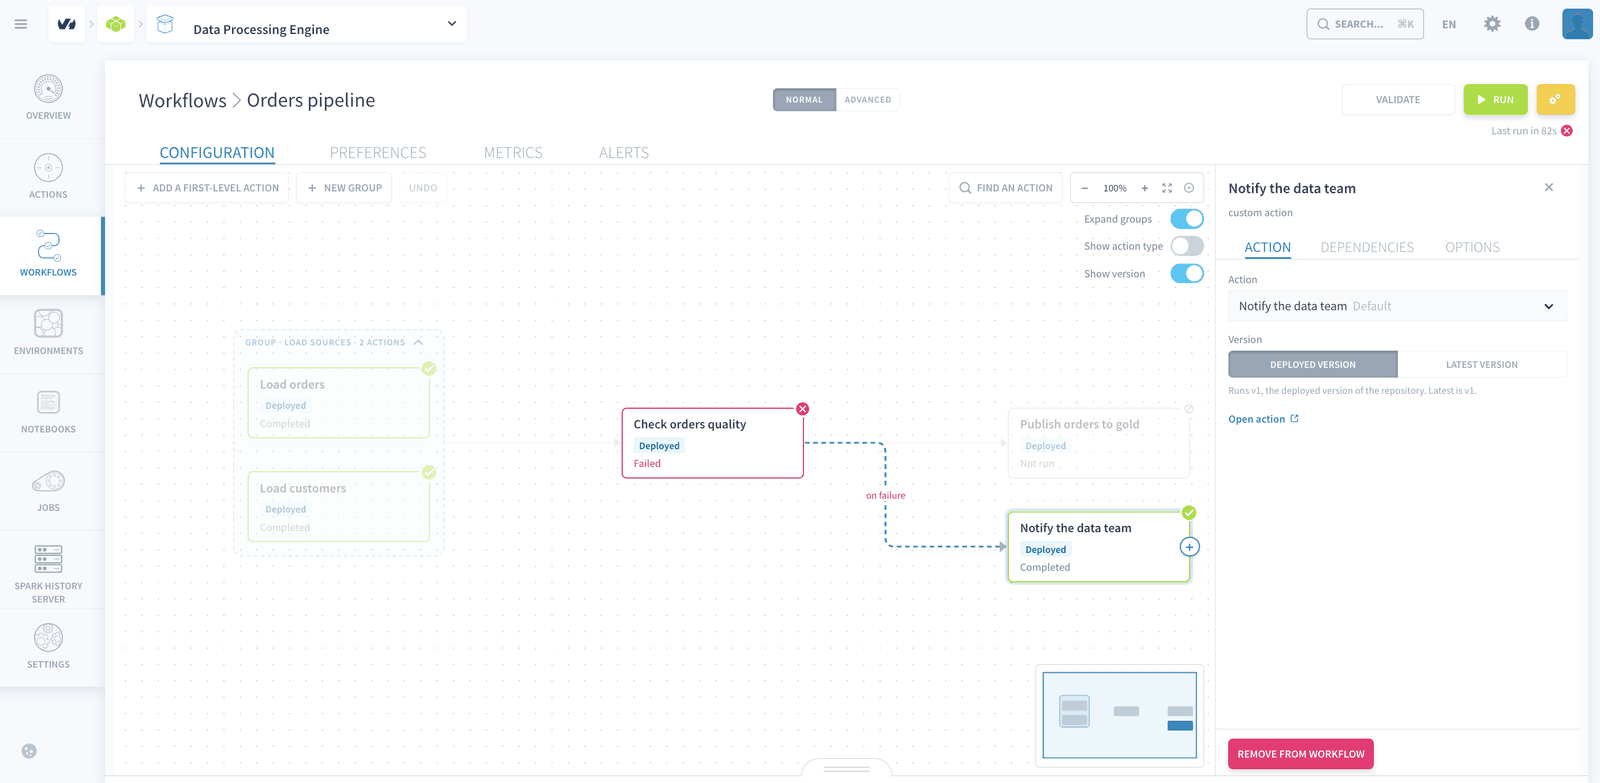 Data Processing Engine
SEARCH... ⌘K
EN
OVERVIEW
ACTIONS
WORKFLOWS
ENVIRONMENTS
NOTEBOOKS
JOBS
SPARK HISTORY
SERVER
SETTINGS
Workflows > Orders pipeline
NORMAL ADVANCED
VALIDATE
RUN
Last run in 82s
CONFIGURATION PREFERENCES METRICS ALERTS
+ ADD A FIRST-LEVEL ACTION
+ NEW GROUP
UNDO
FIND AN ACTION
− 100% +
Expand groups
Show action type
Show version
GROUP · LOAD SOURCES · 2 ACTIONS
Load orders
Deployed
Completed
Load customers
Deployed
Completed
Check orders quality
Deployed
Failed
on failure
Publish orders to gold
Deployed
Not run
Notify the data team
Deployed
Completed
Notify the data team
custom action
ACTION DEPENDENCIES OPTIONS
Action
Notify the data team Default
Version
DEPLOYED VERSION LATEST VERSION
Runs v1, the deployed version of the repository. Latest is v1.
Open action
REMOVE FROM WORKFLOW